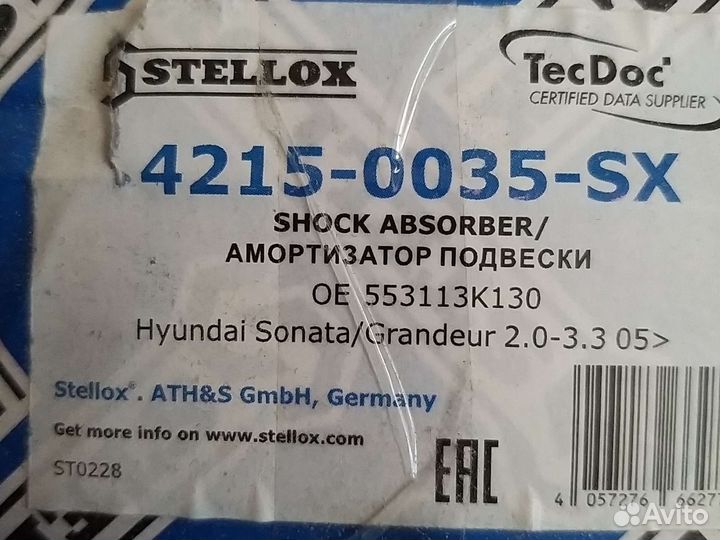 STELLOX
TecDoc
CERTIFIED DATA SUPPLIER
4215-0035-SX
SHOCK ABSORBER/
АМОРТИЗАТОР ПОДВЕСКИ
OE 553113K130
Hyundai Sonata/Grandeur 2.0-3.3 05>
Stellox®. ATH&S GmbH, Germany
Get more info on www.stellox.com
ST0228
EAC
4 057276
Avito